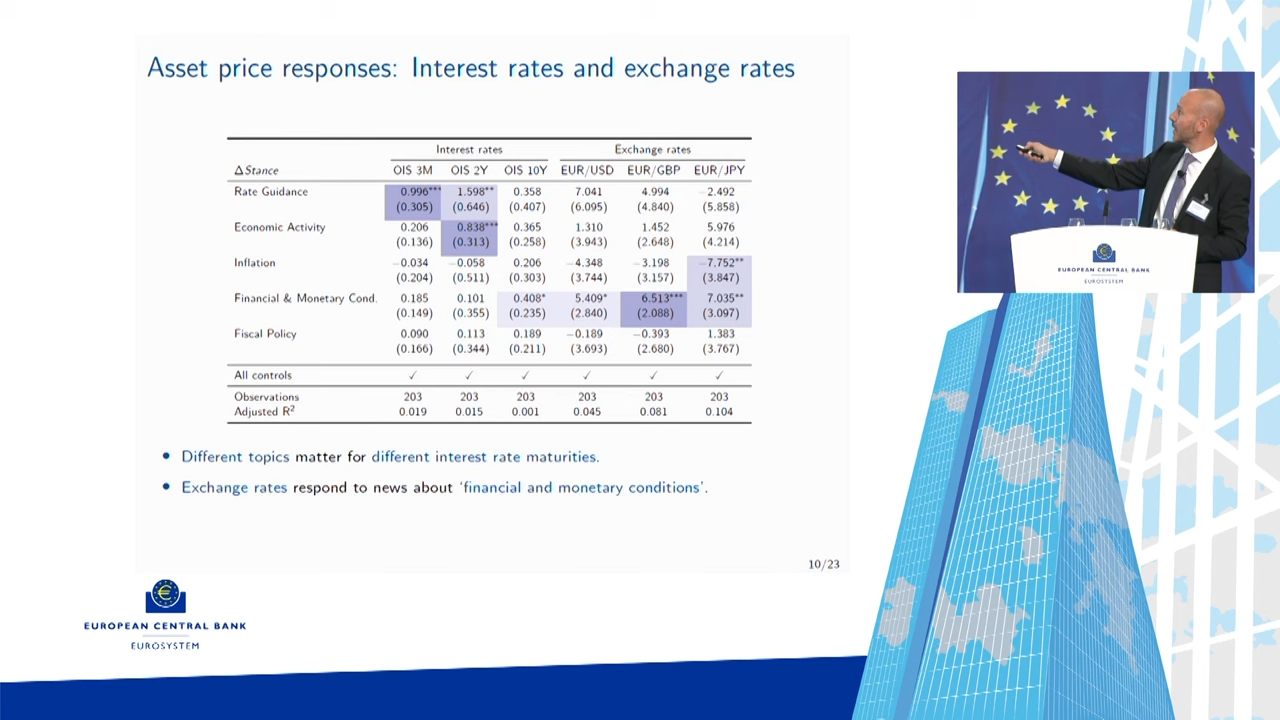 Asset price responses: Interest rates and exchange rates
Interest rates Exchange rates
ΔStance OIS 3M OIS 2Y OIS 10Y EUR/USD EUR/GBP EUR/JPY
Rate Guidance 0.996*** 1.598** 0.358 7.041 4.994 −2.492
(0.305) (0.646) (0.407) (6.095) (4.840) (5.858)
Economic Activity 0.206 0.838*** 0.365 1.310 1.452 5.976
(0.136) (0.313) (0.258) (3.943) (2.648) (4.214)
Inflation −0.034 −0.058 0.206 −4.348 −3.198 −7.752**
(0.204) (0.511) (0.303) (3.744) (3.157) (3.847)
Financial & Monetary Cond. 0.185 0.101 0.408* 5.409* 6.513*** 7.035**
(0.149) (0.355) (0.235) (2.840) (2.088) (3.097)
Fiscal Policy 0.090 0.113 0.189 −0.189 −0.393 1.383
(0.166) (0.344) (0.211) (3.693) (2.680) (3.767)
All controls ✓ ✓ ✓ ✓ ✓ ✓
Observations 203 203 203 203 203 203
Adjusted R² 0.019 0.015 0.001 0.045 0.081 0.104
• Different topics matter for different interest rate maturities.
• Exchange rates respond to news about ‘financial and monetary conditions’.
10/23
EUROPEAN CENTRAL BANK
EUROSYSTEM
EUROPEAN CENTRAL BANK
EUROSYSTEM